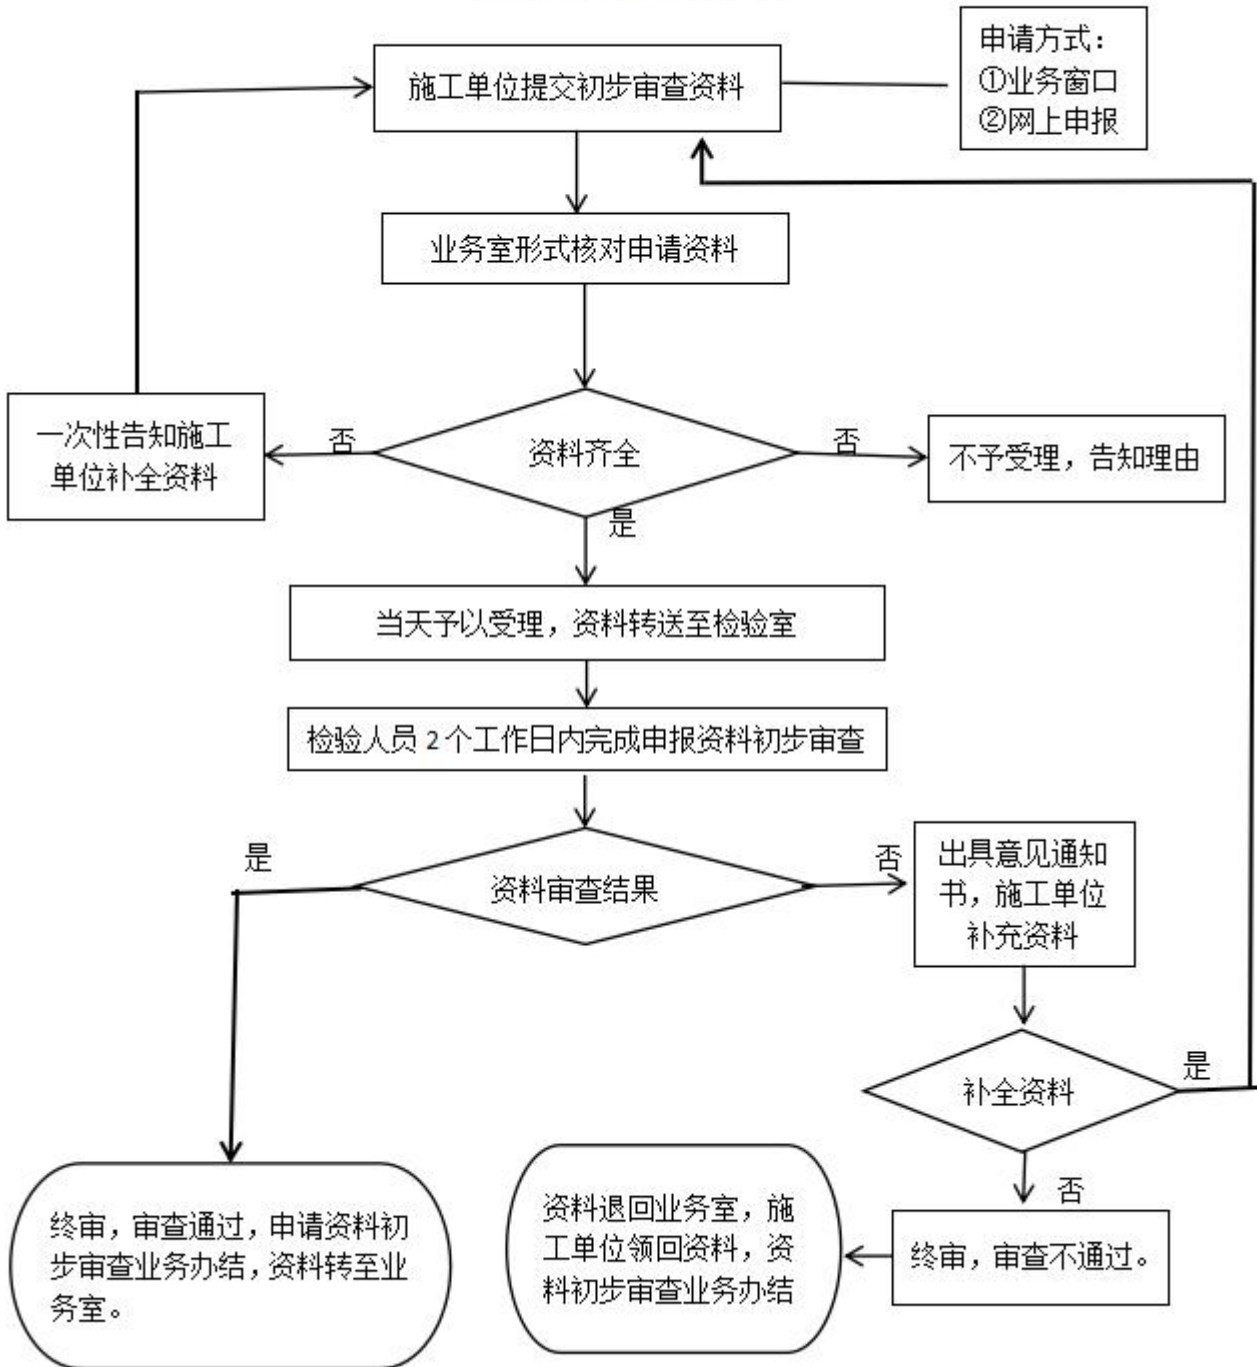 申请方式：
①业务窗口
②网上申报
施工单位提交初步审查资料
业务室形式核对申请资料
一次性告知施工
单位补全资料
否
资料齐全
否
不予受理，告知理由
是
当天予以受理，资料转送至检验室
检验人员 2 个工作日内完成申报资料初步审查
是
资料审查结果
否
出具意见通知
书，施工单位
补充资料
补全资料
是
否
终审，审查通过，申请资料初
步审查业务办结，资料转至业
务室。
资料退回业务室，施
工单位领回资料，资
料初步审查业务办结
终审，审查不通过。